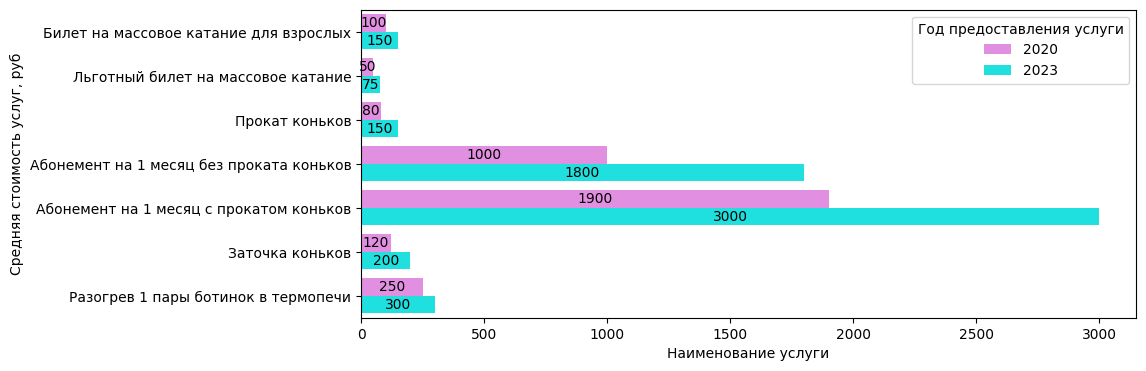 Средняя стоимость услуг, руб
Билет на массовое катание для взрослых
100
150
Льготный билет на массовое катание
50
75
Прокат коньков
80
150
Абонемент на 1 месяц без проката коньков
1000
1800
Абонемент на 1 месяц с прокатом коньков
1900
3000
Заточка коньков
120
200
Разогрев 1 пары ботинок в термопечи
250
300
Год предоставления услуги
2020
2023
0 500 1000 1500 2000 2500 3000
Наименование услуги